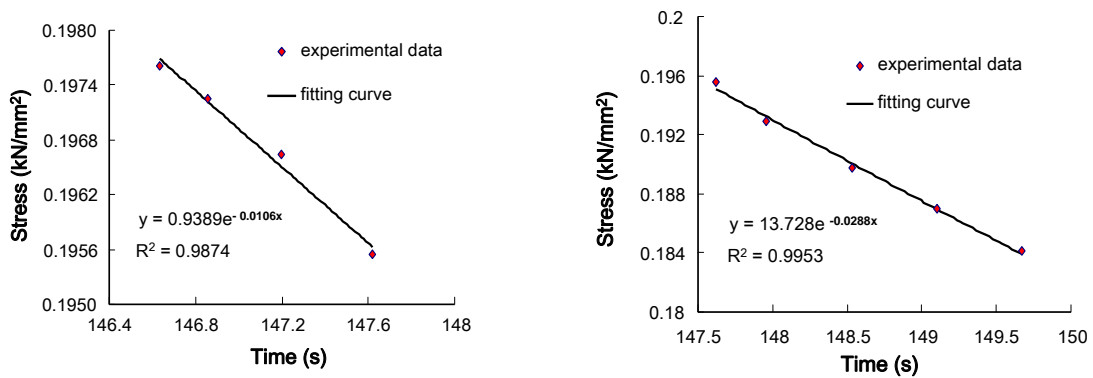 0.1980
0.1974
0.1968
0.1962
0.1956
0.1950
Stress (kN/mm²)
experimental data
fitting curve
y = 0.9389e⁻ ⁰·⁰¹⁰⁶ˣ
R² = 0.9874
146.4 146.8 147.2 147.6 148
Time (s)
0.2
0.196
0.192
0.188
0.184
0.18
Stress (kN/mm²)
experimental data
fitting curve
y = 13.728e ⁻⁰·⁰²⁸⁸ˣ
R² = 0.9953
147.5 148 148.5 149 149.5 150
Time (s)